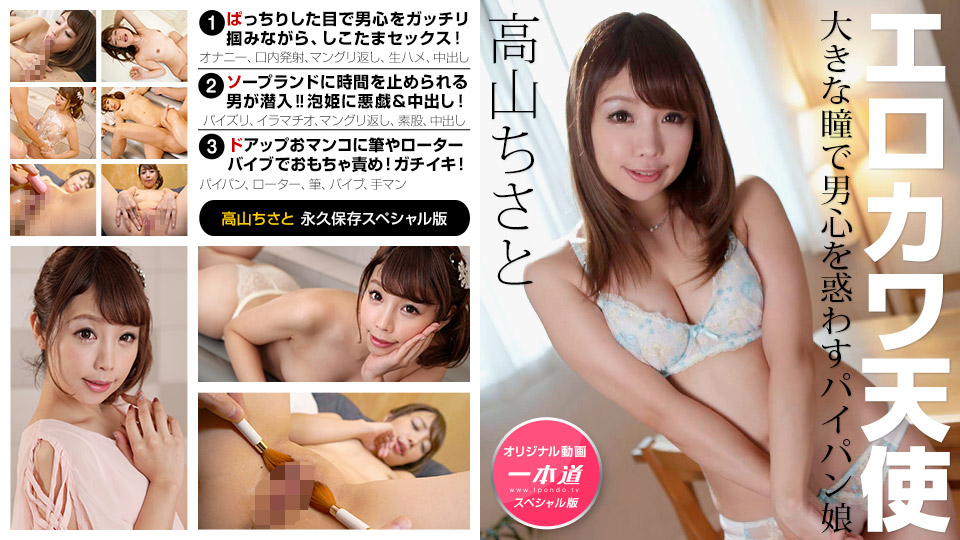 1 ぱっちりした目で男心をガッチリ
掴みながら、しこたまセックス！
オナニー、口内発射、マングリ返し、生ハメ、中出し
2 ソープランドに時間を止められる
男が潜入!!泡姫に悪戯&中出し！
パイズリ、イラマチオ、マングリ返し、素股、中出し
3 ドアップおマンコに筆やローター
バイブでおもちゃ責め！ガチイキ！
パイパン、ローター、筆、バイブ、手マン
高山ちさと 永久保存スペシャル版
高山ちさと
エロカワ天使
大きな瞳で男心を惑わすパイパン娘
オリジナル動画
一本道
www.1pondo.tv
スペシャル版